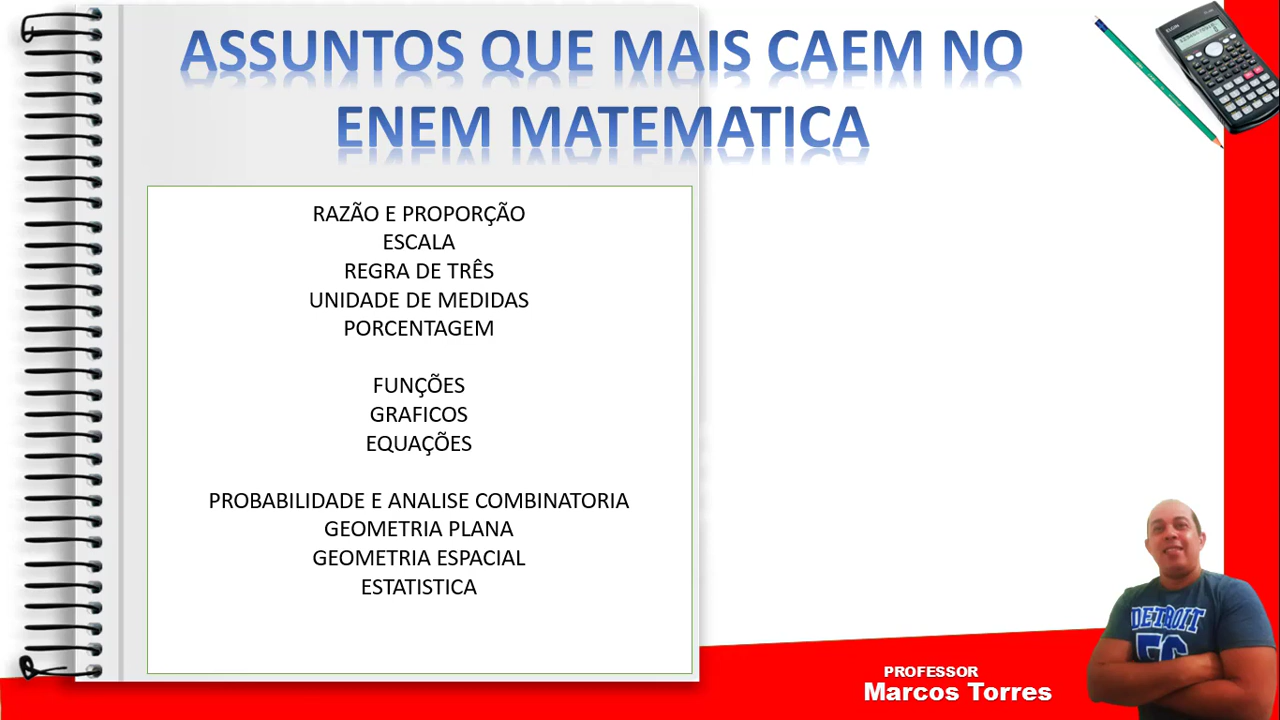 ASSUNTOS QUE MAIS CAEM NO
ENEM MATEMATICA
RAZÃO E PROPORÇÃO
ESCALA
REGRA DE TRÊS
UNIDADE DE MEDIDAS
PORCENTAGEM
FUNÇÕES
GRAFICOS
EQUAÇÕES
PROBABILIDADE E ANALISE COMBINATORIA
GEOMETRIA PLANA
GEOMETRIA ESPACIAL
ESTATISTICA
DETROIT
PROFESSOR
Marcos Torres